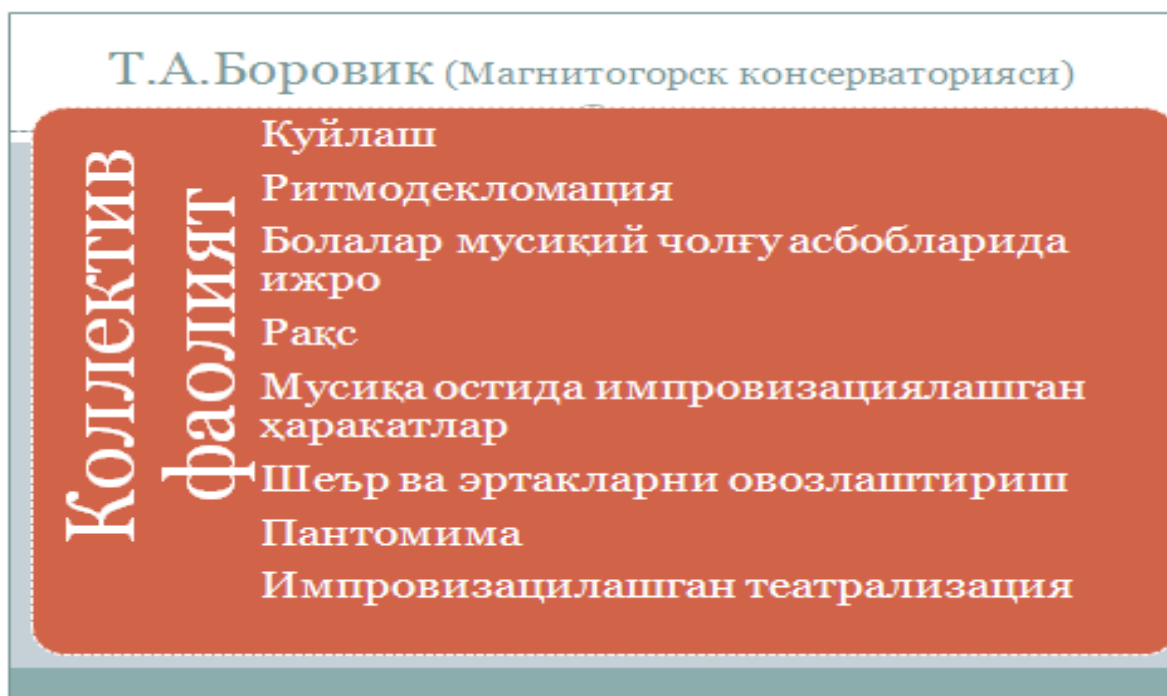 Т.А.Боровик (Магнитогорск консерваторияси)
Коллектив
фаолият
Куйлаш
Ритмодекломация
Болалар мусиқий чолғу асбобларида
ижро
Рақс
Мусиқа остида импровизациялашган
ҳаракатлар
Шеър ва эртакларни овозлаштириш
Пантомима
Импровизацилашган театрализация